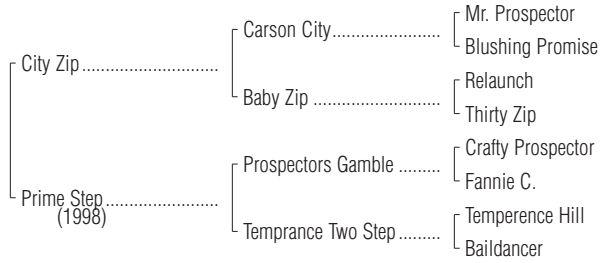 Mr. Prospector
Carson City........................
Blushing Promise
City Zip .............................
Relaunch
Baby Zip ...........................
Thirty Zip
Crafty Prospector
Prospectors Gamble .........
Fannie C.
Prime Step........................
(1998)
Temperence Hill
Temprance Two Step .........
Baildancer